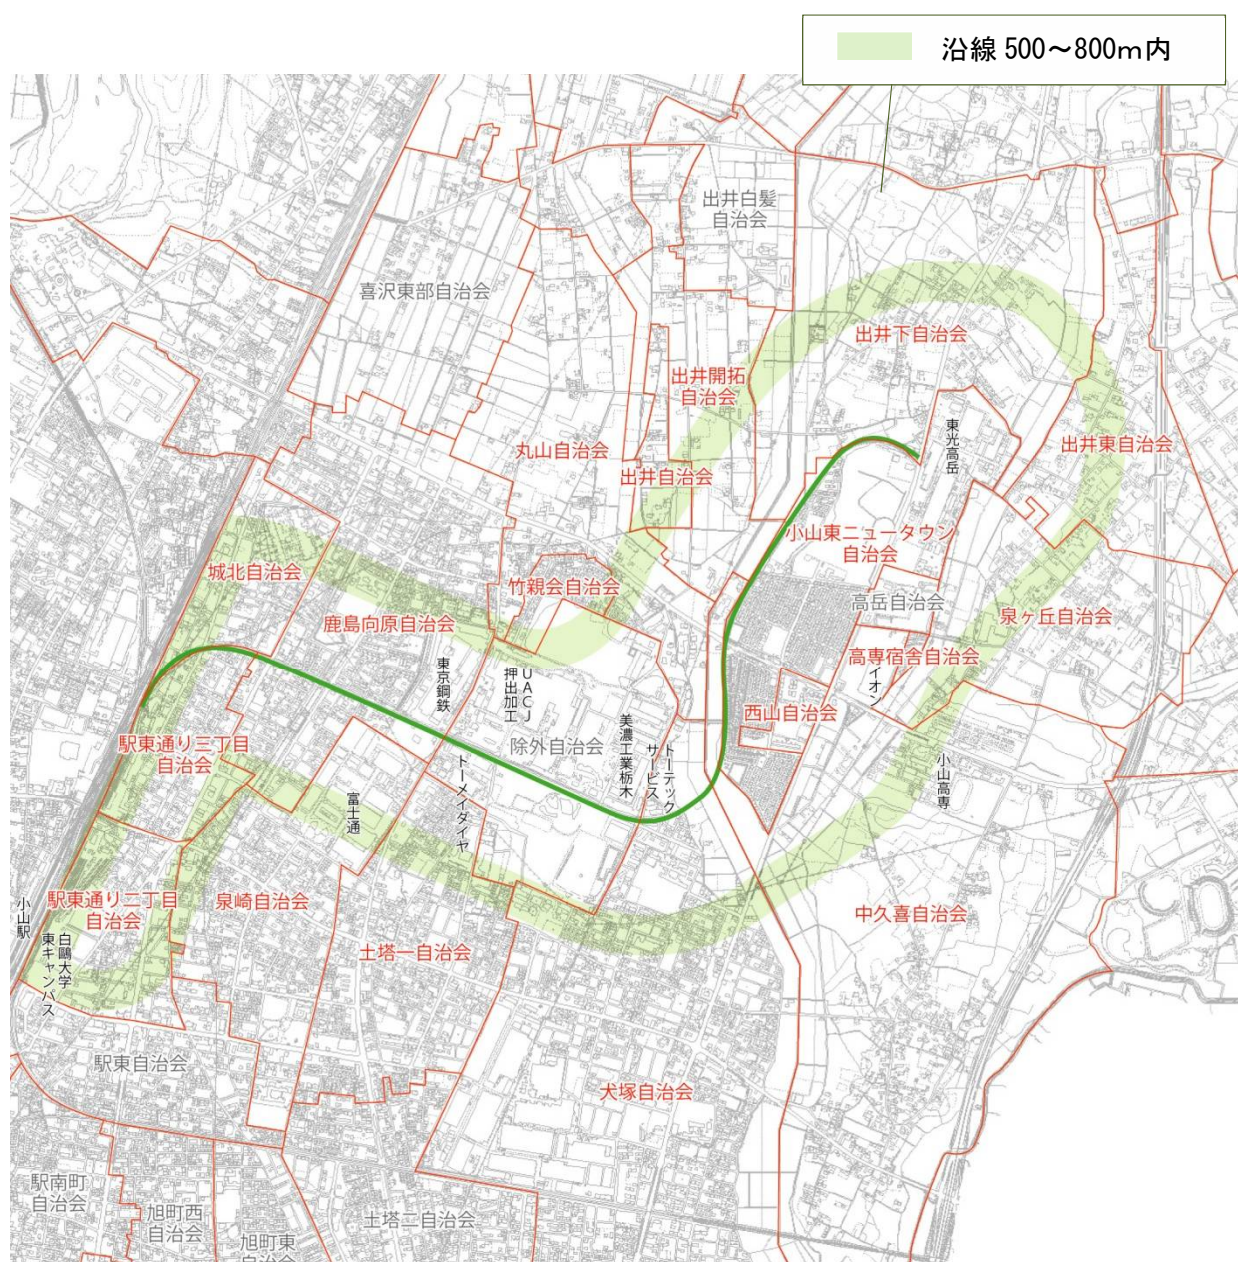 沿線 500～800m内
出井白髪
自治会
喜沢東部自治会
出井下自治会
出井開拓
自治会
丸山自治会
出井自治会
東光高岳
出井東自治会
小山東ニュータウン
自治会
城北自治会
竹親会自治会
高岳自治会
鹿島向原自治会
泉ヶ丘自治会
高専宿舎自治会
イオン
東京鋼鉄
UACJ
押出加工
西山自治会
美濃工業栃木
トーテック
サービス
除外自治会
駅東通り三丁目
自治会
トーメイダイヤ
富士通
小山高専
駅東通り二丁目
自治会
泉崎自治会
小山駅
白鷗大学
東キャンパス
土塔一自治会
中久喜自治会
駅東自治会
犬塚自治会
駅南町
自治会
旭町西
自治会
旭町東
自治会
土塔二自治会